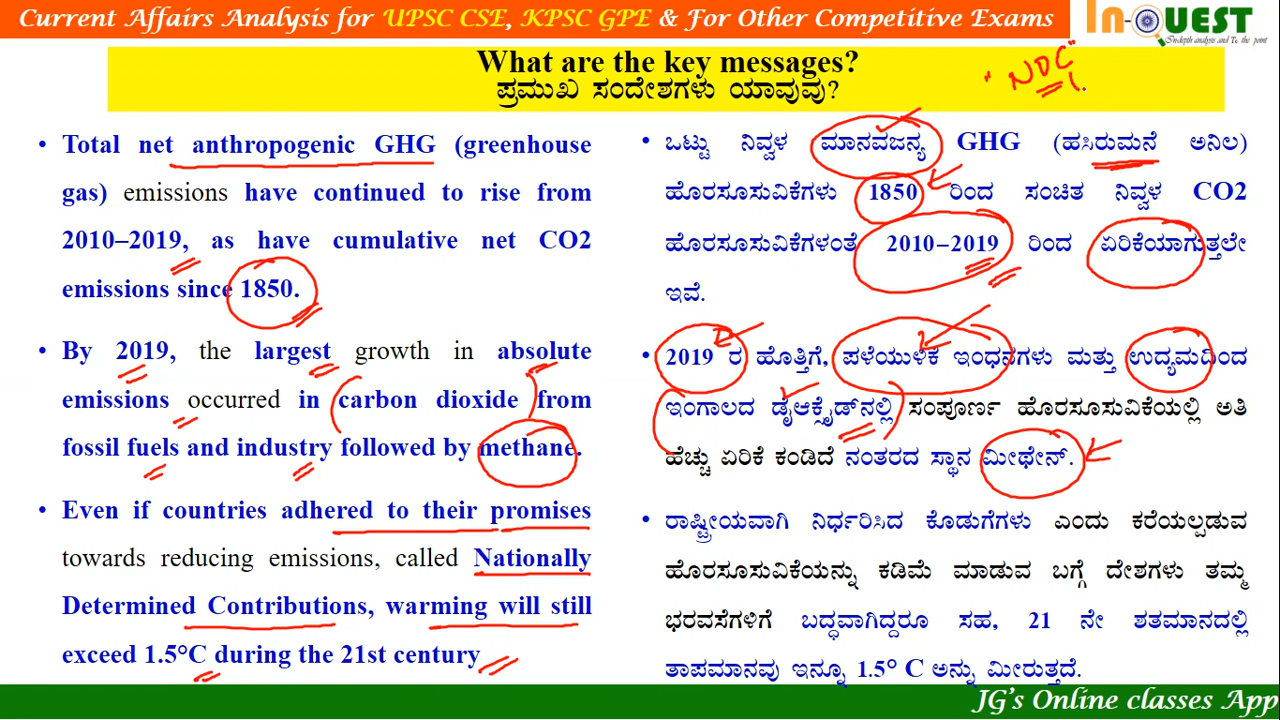 Current Affairs Analysis for UPSC CSE, KPSC GPE & For Other Competitive Exams
In-QUEST
In-depth analysis and To the point
What are the key messages?
ಪ್ರಮುಖ ಸಂದೇಶಗಳು ಯಾವುವು?
"NDC"
• Total net anthropogenic GHG (greenhouse
gas) emissions have continued to rise from
2010–2019, as have cumulative net CO2
emissions since 1850.
• By 2019, the largest growth in absolute
emissions occurred in carbon dioxide from
fossil fuels and industry followed by methane.
• Even if countries adhered to their promises
towards reducing emissions, called Nationally
Determined Contributions, warming will still
exceed 1.5°C during the 21st century
• ಒಟ್ಟು ನಿವ್ವಳ ಮಾನವಜನ್ಯ GHG (ಹಸಿರುಮನೆ ಅನಿಲ)
ಹೊರಸೂಸುವಿಕೆಗಳು 1850 ರಿಂದ ಸಂಚಿತ ನಿವ್ವಳ CO2
ಹೊರಸೂಸುವಿಕೆಗಳಂತೆ 2010–2019 ರಿಂದ ಏರಿಕೆಯಾಗುತ್ತಲೇ
ಇವೆ.
• 2019 ರ ಹೊತ್ತಿಗೆ, ಪಳೆಯುಳಿಕೆ ಇಂಧನಗಳು ಮತ್ತು ಉದ್ಯಮದಿಂದ
ಇಂಗಾಲದ ಡೈಆಕ್ಸೈಡ್‌ನಲ್ಲಿ ಸಂಪೂರ್ಣ ಹೊರಸೂಸುವಿಕೆಯಲ್ಲಿ ಅತಿ
ಹೆಚ್ಚು ಏರಿಕೆ ಕಂಡಿದೆ ನಂತರದ ಸ್ಥಾನ ಮೀಥೇನ್.
• ರಾಷ್ಟ್ರೀಯವಾಗಿ ನಿರ್ಧರಿಸಿದ ಕೊಡುಗೆಗಳು ಎಂದು ಕರೆಯಲ್ಪಡುವ
ಹೊರಸೂಸುವಿಕೆಯನ್ನು ಕಡಿಮೆ ಮಾಡುವ ಬಗ್ಗೆ ದೇಶಗಳು ತಮ್ಮ
ಭರವಸೆಗಳಿಗೆ ಬದ್ಧವಾಗಿದ್ದರೂ ಸಹ, 21 ನೇ ಶತಮಾನದಲ್ಲಿ
ತಾಪಮಾನವು ಇನ್ನೂ 1.5° C ಅನ್ನು ಮೀರುತ್ತದೆ.
JG's Online classes App